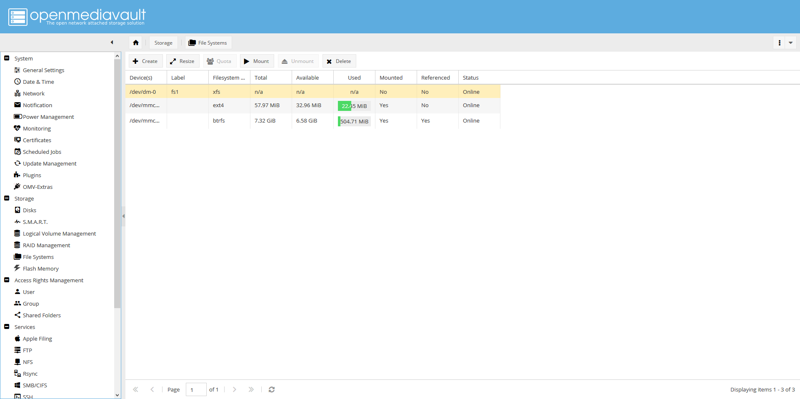 openmediavault
The open network attached storage solution
Storage
File Systems
Create
Resize
Quota
Mount
Unmount
Delete
Device(s) Label Filesystem ... Total Available Used Mounted Referenced Status
/dev/dm-0 fs1 xfs n/a n/a n/a No No Online
/dev/mmc... ext4 57.97 MiB 32.96 MiB 22.55 MiB Yes No Online
/dev/mmc... btrfs 7.32 GiB 6.58 GiB 504.71 MiB Yes Yes Online
System
General Settings
Date & Time
Network
Notification
Power Management
Monitoring
Certificates
Scheduled Jobs
Update Management
Plugins
OMV-Extras
Storage
Disks
S.M.A.R.T.
Logical Volume Management
RAID Management
File Systems
Flash Memory
Access Rights Management
User
Group
Shared Folders
Services
Apple Filing
FTP
NFS
Rsync
SMB/CIFS
SSH
Page 1 of 1
Displaying items 1 - 3 of 3